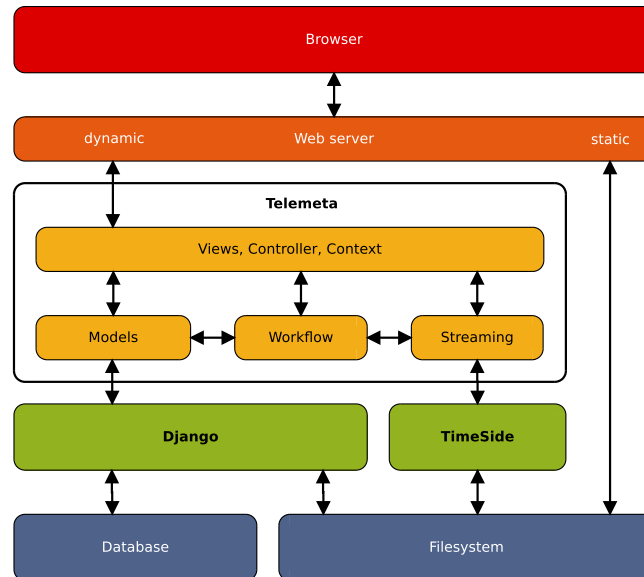 Browser
dynamic Web server static
Telemeta
Views, Controller, Context
Models Workflow Streaming
Django TimeSide
Database Filesystem